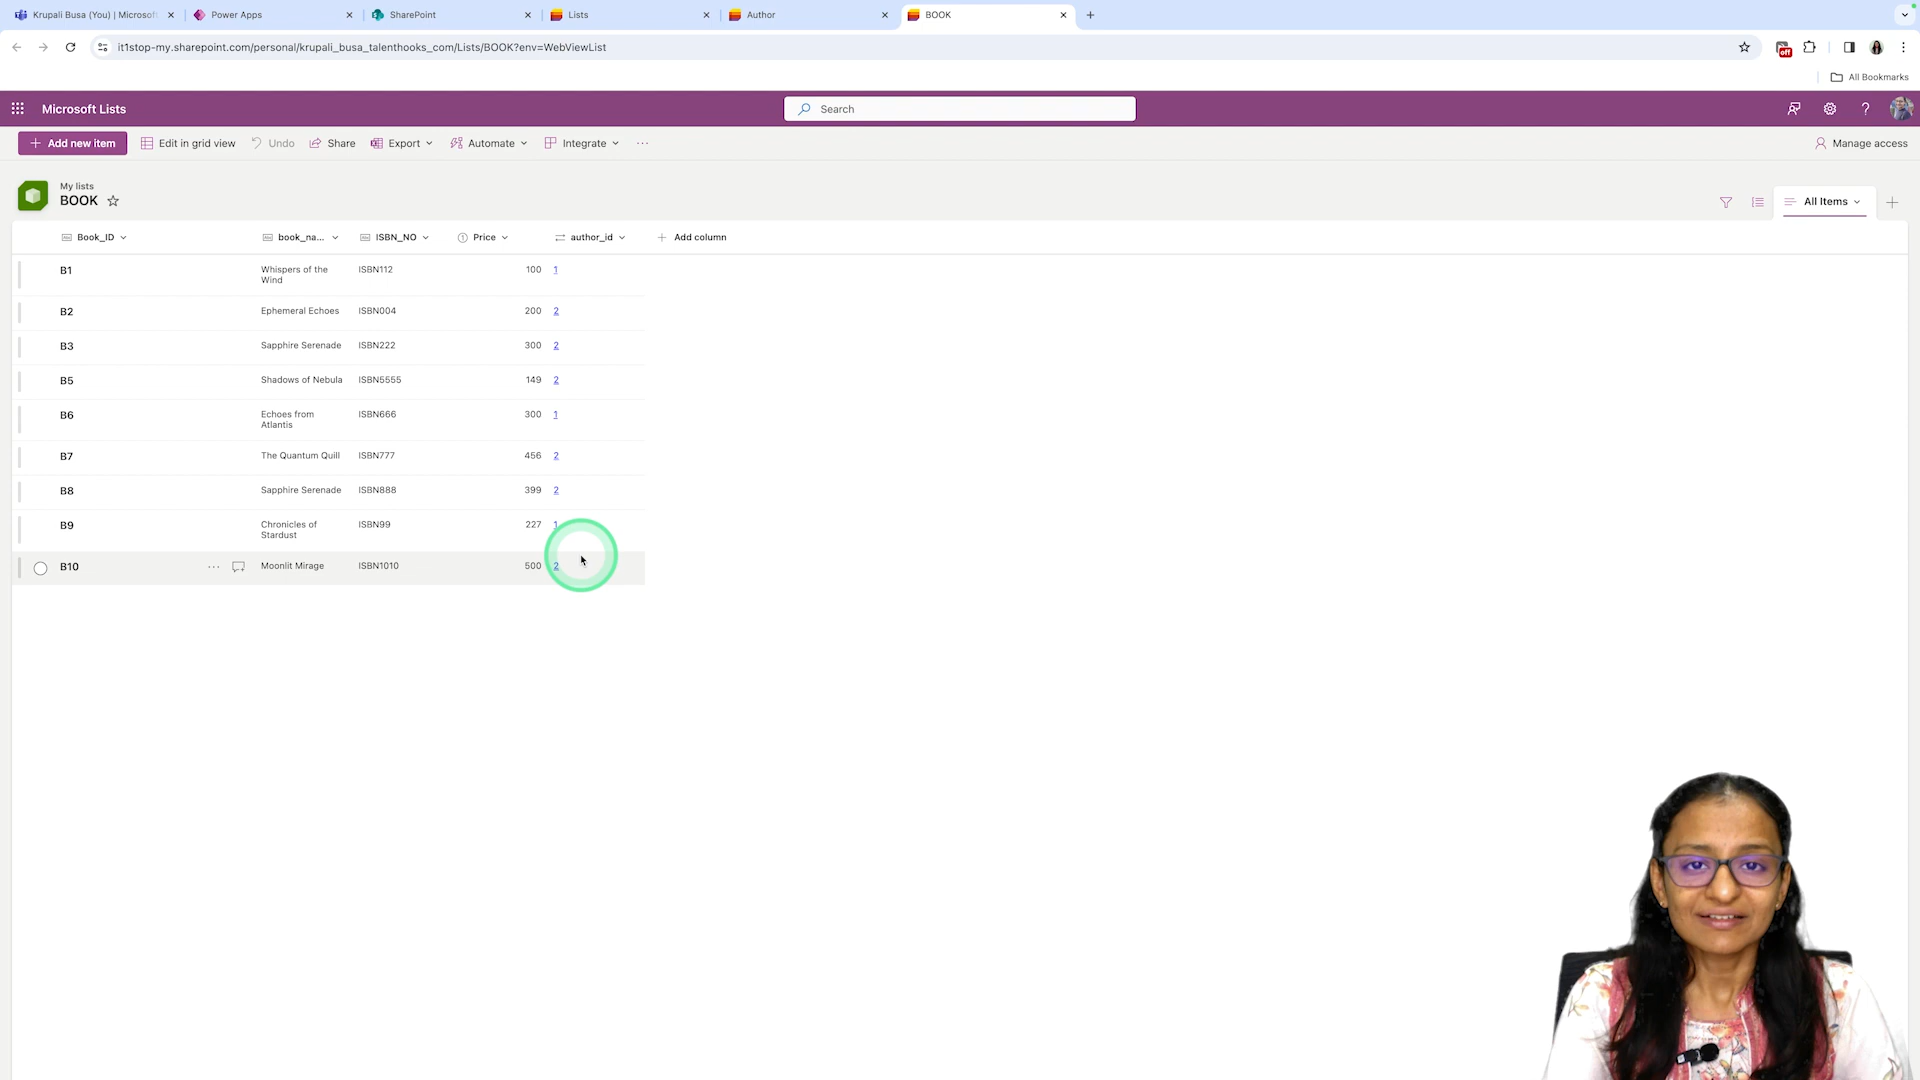 Krupali Busa (You) | Microsof
Power Apps
SharePoint
Lists
Author
BOOK
it1stop-my.sharepoint.com/personal/krupali_busa_talenthooks_com/Lists/BOOK?env=WebViewList
off
All Bookmarks
Microsoft Lists
Search
Add new item
Edit in grid view
Undo
Share
Export
Automate
Integrate
Manage access
My lists
BOOK
All Items
Book_ID book_na... ISBN_NO Price author_id Add column
B1 Whispers of the Wind ISBN112 100 1
B2 Ephemeral Echoes ISBN004 200 2
B3 Sapphire Serenade ISBN222 300 2
B5 Shadows of Nebula ISBN5555 149 2
B6 Echoes from Atlantis ISBN666 300 1
B7 The Quantum Quill ISBN777 456 2
B8 Sapphire Serenade ISBN888 399 2
B9 Chronicles of Stardust ISBN99 227 1
B10 Moonlit Mirage ISBN1010 500 2